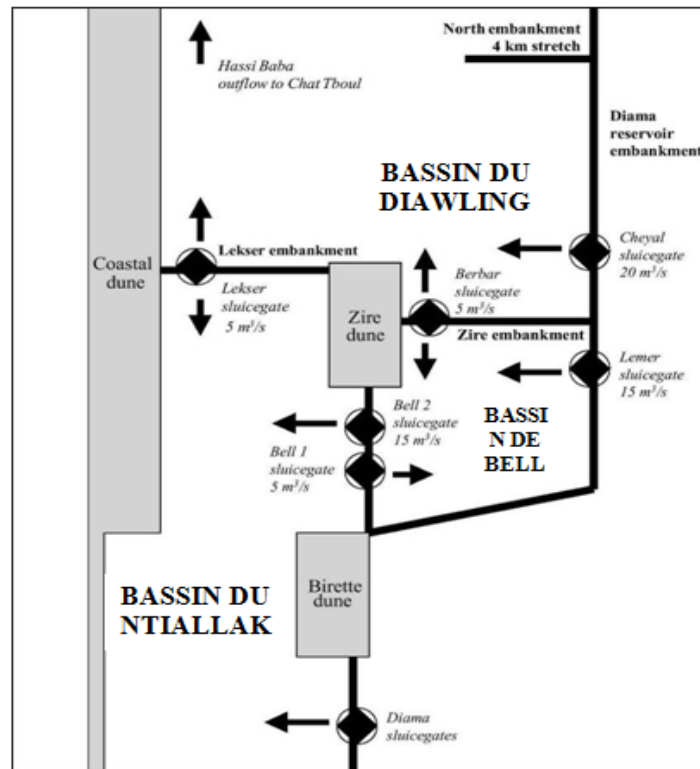 North embankment
4 km stretch
Hassi Baba
outflow to Chat Tboul
Diama
reservoir
embankment
BASSIN DU
DIAWLING
Cheyal
sluicegate
20 m³/s
Lekser embankment
Coastal
dune
Lekser
sluicegate
5 m³/s
Berbar
sluicegate
5 m³/s
Zire
dune
Zire embankment
Lemer
sluicegate
15 m³/s
Bell 2
sluicegate
15 m³/s
BASSI
N DE
BELL
Bell 1
sluicegate
5 m³/s
Birette
dune
BASSIN DU
NTIALLAK
Diama
sluicegates